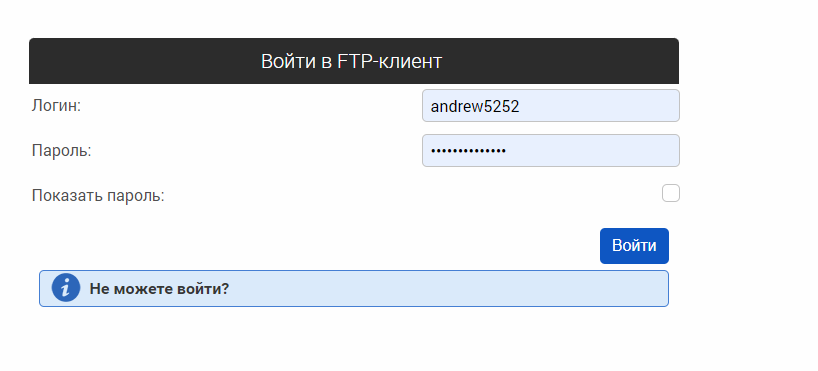 Войти в FTP-клиент
Логин: andrew5252
Пароль: ••••••••••••••
Показать пароль:
Войти
Не можете войти?